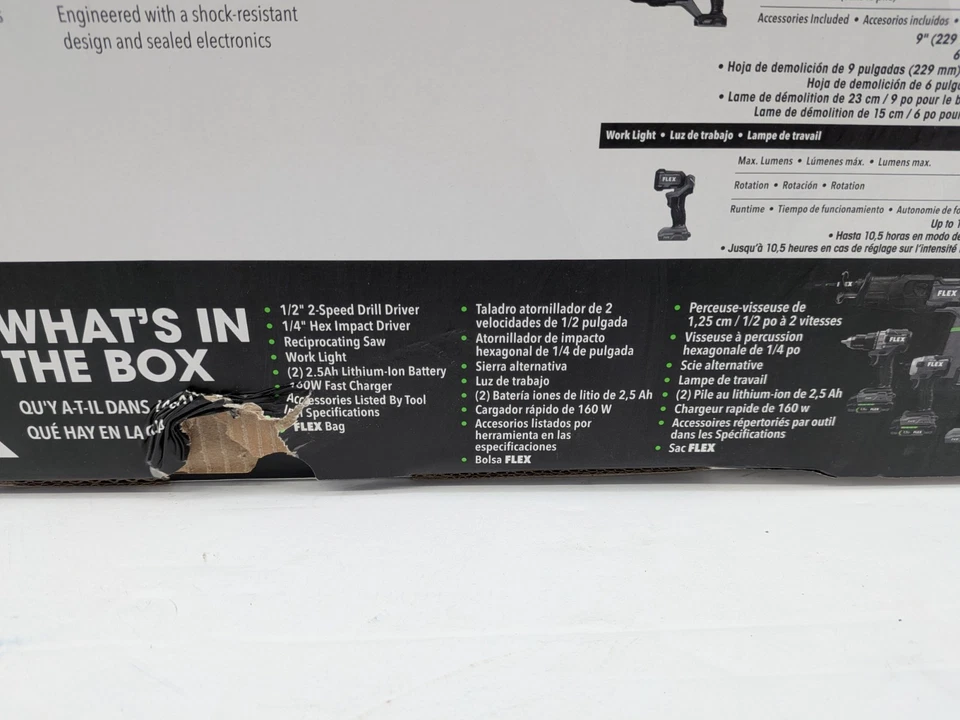 Engineered with a shock-resistant
design and sealed electronics
Accessories Included • Accesorios incluidos •
9" (229
6
• Hoja de demolición de 9 pulgadas (229 mm)
Hoja de demolición de 6 pulga
• Lame de démolition de 23 cm / 9 po pour le b
Lame de démolition de 15 cm / 6 po pour
Work Light • Luz de trabajo • Lampe de travail
Max. Lumens • Lúmenes máx. • Lumens max.
FLEX
Rotation • Rotación • Rotation
Runtime • Tiempo de funcionamiento • Autonomie de fo
Up to 1
• Hasta 10,5 horas en modo de
• Jusqu'à 10,5 heures en cas de réglage sur l'intensité
WHAT'S IN
THE BOX
QU'Y A-T-IL DANS
QUÉ HAY EN LA
• 1/2" 2-Speed Drill Driver
• 1/4" Hex Impact Driver
• Reciprocating Saw
• Work Light
• (2) 2.5Ah Lithium-Ion Battery
160W Fast Charger
Accessories Listed By Tool
Specifications
FLEX Bag
• Taladro atornillador de 2
velocidades de 1/2 pulgada
• Atornillador de impacto
hexagonal de 1/4 de pulgada
• Sierra alternativa
• Luz de trabajo
• (2) Batería iones de litio de 2,5 Ah
• Cargador rápido de 160 W
• Accesorios listados por
herramienta en las
especificaciones
• Bolsa FLEX
• Perceuse-visseuse de
1,25 cm / 1/2 po à 2 vitesses
• Visseuse à percussion
hexagonale de 1/4 po
• Scie alternative
• Lampe de travail
• (2) Pile au lithium-ion de 2,5 Ah
• Chargeur rapide de 160 w
• Accessoires répertoriés par outil
dans les Spécifications
• Sac FLEX
FLEX
FLEX
FLEX